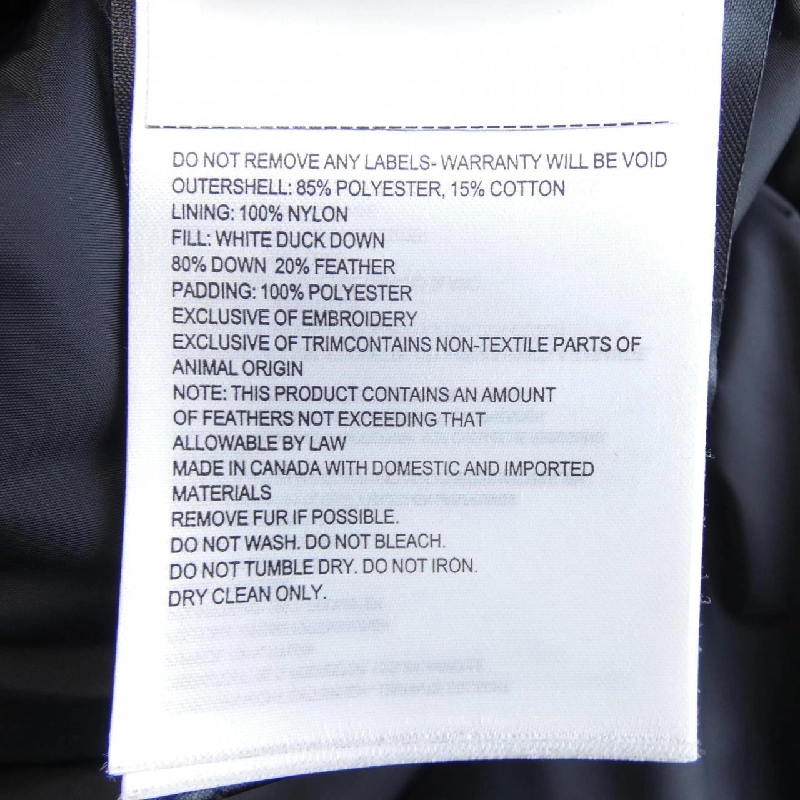 DO NOT REMOVE ANY LABELS- WARRANTY WILL BE VOID
OUTERSHELL: 85% POLYESTER, 15% COTTON
LINING: 100% NYLON
FILL: WHITE DUCK DOWN
80% DOWN 20% FEATHER
PADDING: 100% POLYESTER
EXCLUSIVE OF EMBROIDERY
EXCLUSIVE OF TRIMCONTAINS NON-TEXTILE PARTS OF
ANIMAL ORIGIN
NOTE: THIS PRODUCT CONTAINS AN AMOUNT
OF FEATHERS NOT EXCEEDING THAT
ALLOWABLE BY LAW
MADE IN CANADA WITH DOMESTIC AND IMPORTED
MATERIALS
REMOVE FUR IF POSSIBLE.
DO NOT WASH. DO NOT BLEACH.
DO NOT TUMBLE DRY. DO NOT IRON.
DRY CLEAN ONLY.